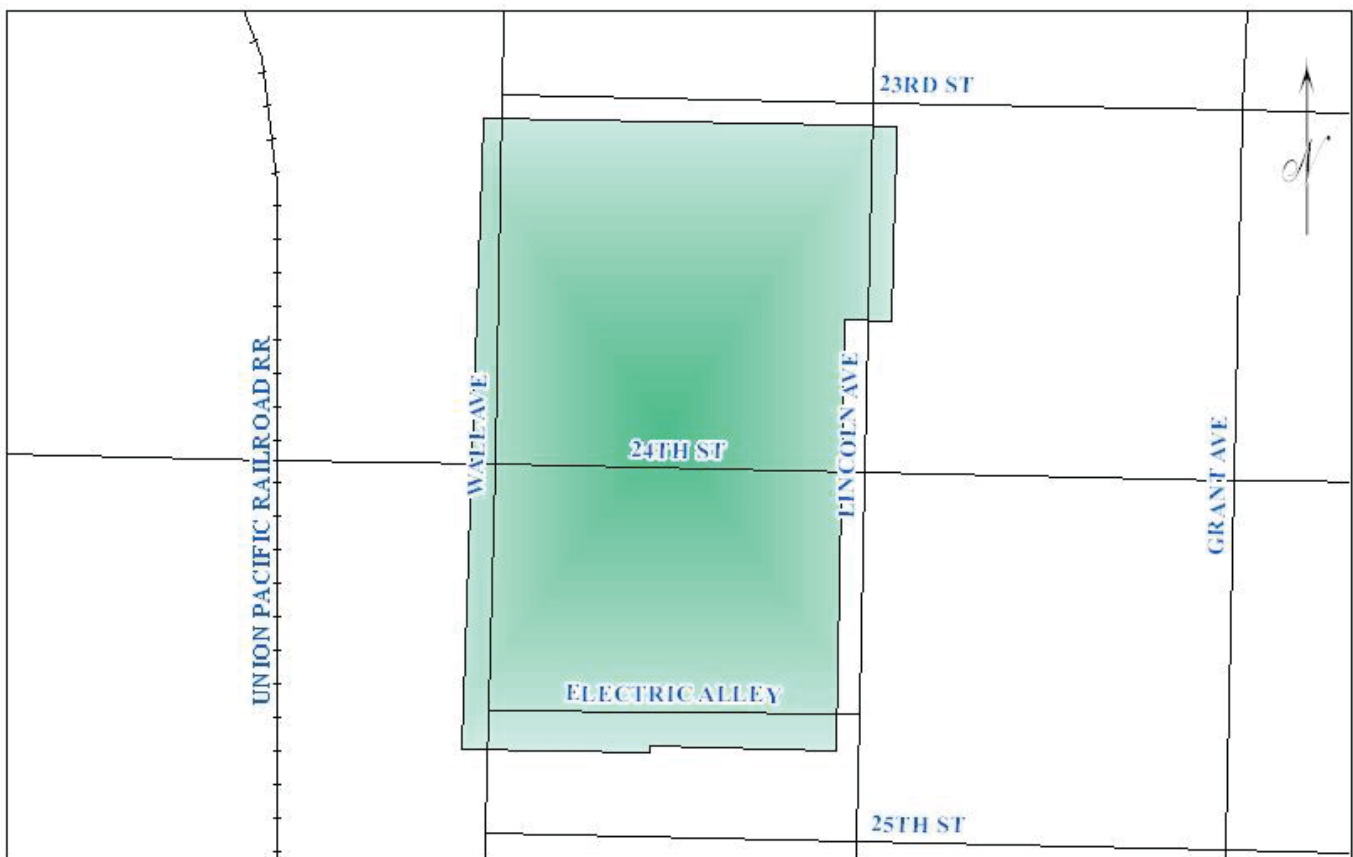 23RD ST
N
UNION PACIFIC RAILROAD RR
WALL AVE
24TH ST
LINCOLN AVE
GRANT AVE
ELECTRIC ALLEY
25TH ST